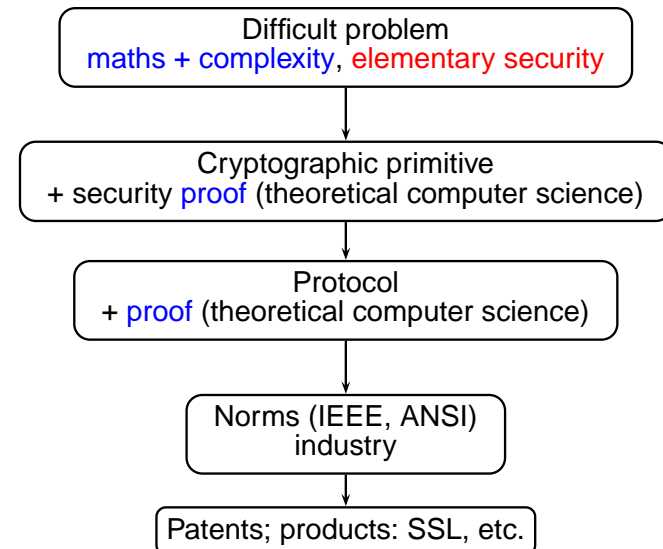 Difficult problem
maths + complexity, elementary security
Cryptographic primitive
+ security proof (theoretical computer science)
Protocol
+ proof (theoretical computer science)
Norms (IEEE, ANSI)
industry
Patents; products: SSL, etc.